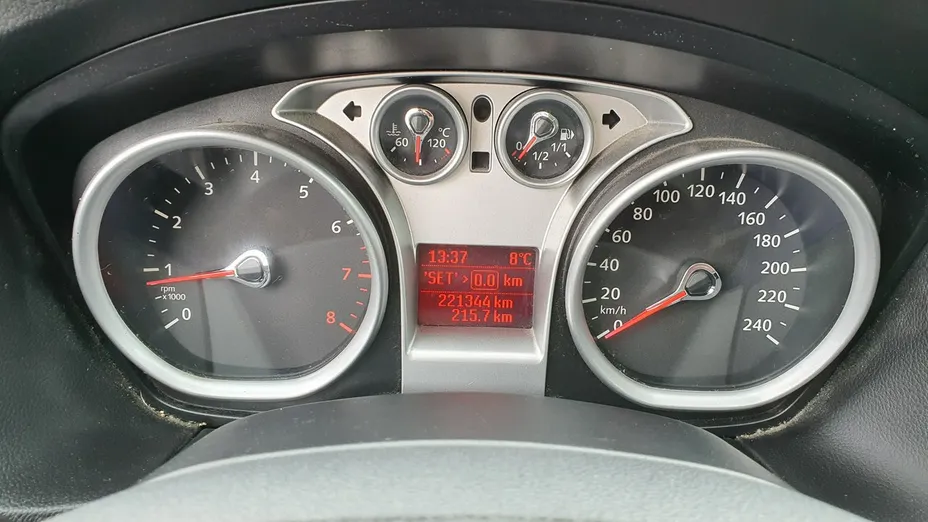 60 120 °C
0 1/2 1/1
0 1 2 3 4 5 6 7 8
rpm
x1000
13:37 8°C
'SET' > 0.0 km
221344 km
215.7 km
0 20 40 60 80 100 120 140 160 180 200 220 240
km/h